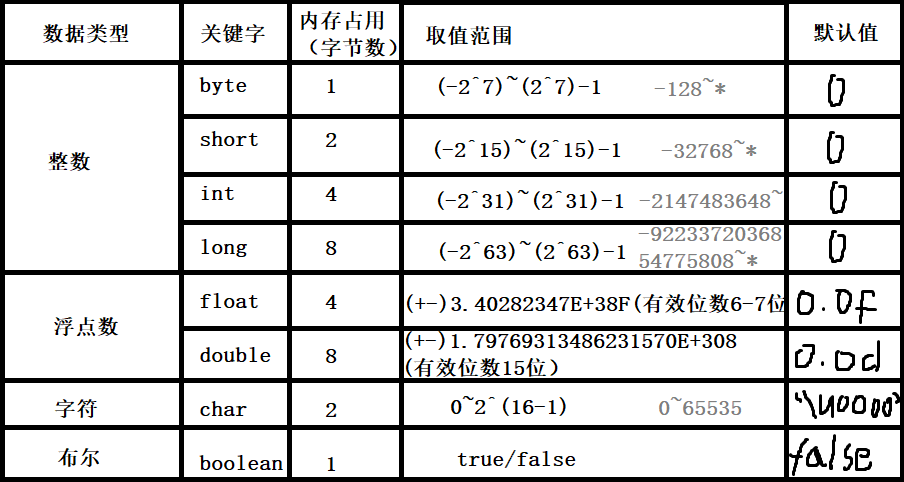 数据类型 关键字 内存占用（字节数） 取值范围 默认值
整数 byte 1 (-2^7)~(2^7)-1 -128~* 0
short 2 (-2^15)~(2^15)-1 -32768~* 0
int 4 (-2^31)~(2^31)-1 -2147483648~ 0
long 8 (-2^63)~(2^63)-1 -9223372036854775808~* 0
浮点数 float 4 (+-)3.40282347E+38F(有效位数6-7位 0.0F
double 8 (+-)1.79769313486231570E+308
(有效位数15位） 0.0d
字符 char 2 0~2^(16-1) 0~65535 "\u0000"
布尔 boolean 1 true/false false